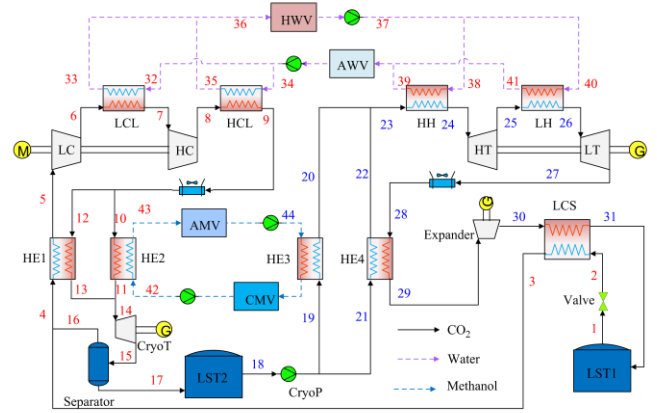 36 HWV 37
33 32 35 34 AWV 39 38 41 40
6 LCL 7 8 HCL 9 23 HH 24 25 LH 26
M LC HC HT LT G
5 20 22 27
12 10 43 AMV 44 28 G 30 LCS 31
Expander
HE1 HE2 HE3 HE4 3 2
13 11 42 CMV 29 Valve
4 16 14 G 19 21 CO2 1
15 CryoT Water
17 LST2 18 LST1
Separator CryoP Methanol